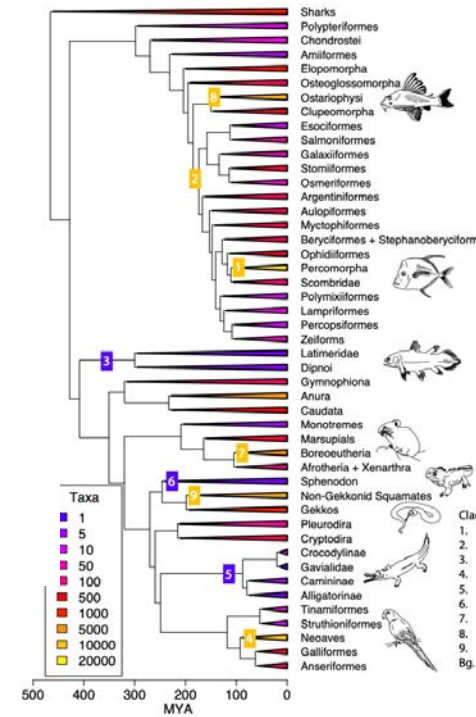 Sharks
Polypteriformes
Chondrostei
Amiiformes
Elopomorpha
Osteoglossomorpha
8 Ostariophysi
Clupeomorpha
Esociformes
Salmoniformes
Galaxiiformes
Stomiiformes
2
Osmeriformes
Argentiniformes
Aulopiformes
Myctophiformes
Beryciformes + Stephanoberyciform
Ophidiiformes
1 Percomorpha
Scombridae
Polymixiiformes
Lampriformes
Percopsiformes
Zeiforms
3 Latimeridae
Dipnoi
Gymnophiona
Anura
Caudata
Monotremes
Marsupials
7 Boreoeutheria
Afrotheria + Xenarthra
6 Sphenodon
9 Non-Gekkonid Squamates
Gekkos
Pleurodira
Cryptodira
Crocodylinae
Gavialidae
5
Camininae
Alligatorinae
Tinamiformes
Struthioniformes
4 Neoaves
Galliformes
Anseriformes
Taxa
1
5
10
50
100
500
1000
5000
10000
20000
Cla
1.
2.
3.
4.
5.
6.
7.
8.
9.
Bg.
500 400 300 200 100 0
MYA